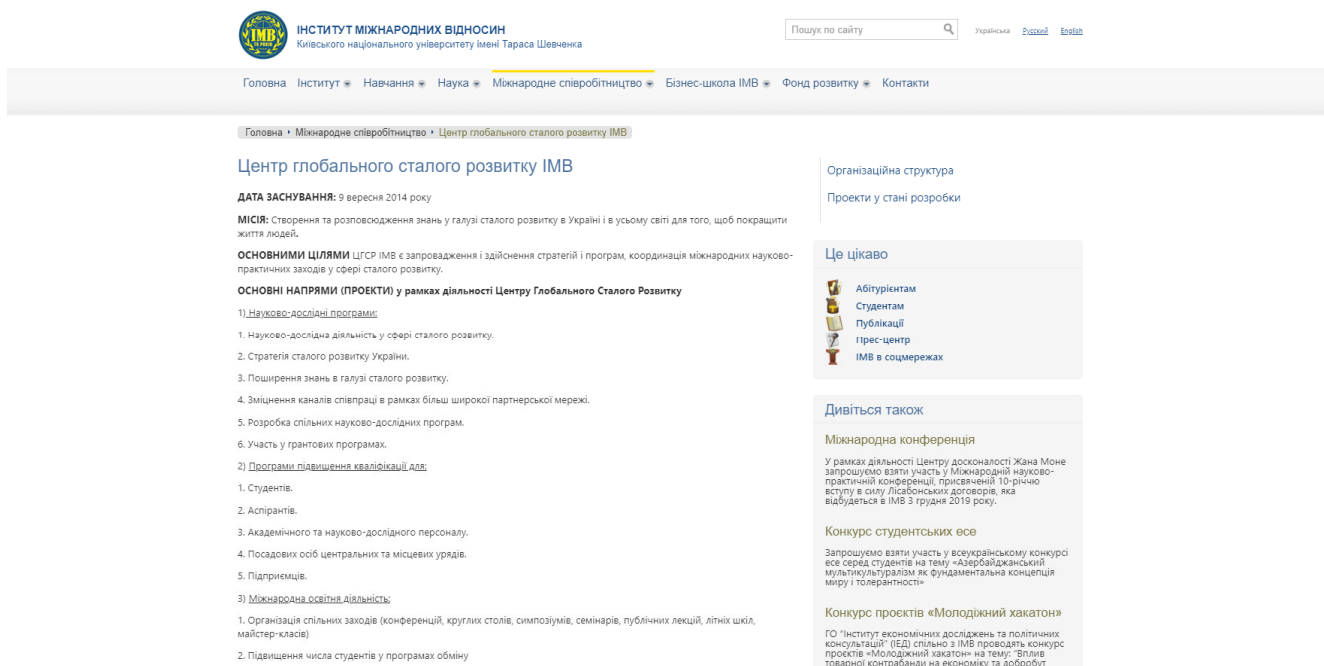 ІМВ
70 РОКІВ
ІНСТИТУТ МІЖНАРОДНИХ ВІДНОСИН
Київського національного університету імені Тараса Шевченка
Пошук по сайту
Українська Русский English
Головна Інститут Навчання Наука Міжнародне співробітництво Бізнес-школа ІМВ Фонд розвитку Контакти
Головна Міжнародне співробітництво Центр глобального сталого розвитку ІМВ
Центр глобального сталого розвитку ІМВ
ДАТА ЗАСНУВАННЯ: 9 вересня 2014 року
МІСІЯ: Створення та розповсюдження знань у галузі сталого розвитку в Україні і в усьому світі для того, щоб покращити
життя людей.
ОСНОВНИМИ ЦІЛЯМИ ЦГСР ІМВ є запровадження і здійснення стратегій і програм, координація міжнародних науково-
практичних заходів у сфері сталого розвитку.
ОСНОВНІ НАПРЯМИ (ПРОЕКТИ) у рамках діяльності Центру Глобального Сталого Розвитку
1) Науково-дослідні програми:
1. Науково-дослідна діяльність у сфері сталого розвитку.
2. Стратегія сталого розвитку України.
3. Поширення знань в галузі сталого розвитку.
4. Зміцнення каналів співпраці в рамках більш широкої партнерської мережі.
5. Розробка спільних науково-дослідних програм.
6. Участь у грантових програмах.
2) Програми підвищення кваліфікації для:
1. Студентів.
2. Аспірантів.
3. Академічного та науково-дослідного персоналу.
4. Посадових осіб центральних та місцевих урядів.
5. Підприємців.
3) Міжнародна освітня діяльність:
1. Організація спільних заходів (конференцій, круглих столів, симпозіумів, семінарів, публічних лекцій, літніх шкіл,
майстер-класів)
2. Підвищення числа студентів у програмах обміну
Організаційна структура
Проекти у стані розробки
Це цікаво
Абітурієнтам
Студентам
Публікації
Прес-центр
ІМВ в соцмережах
Дивіться також
Міжнародна конференція
У рамках діяльності Центру досконалості Жана Моне
запрошуємо взяти участь у Міжнародній науково-
практичній конференції, присвяченій 10-річчю
вступу в силу Лісабонських договорів, яка
відбудеться в ІМВ 3 грудня 2019 року.
Конкурс студентських есе
Запрошуємо взяти участь у всеукраїнському конкурсі
есе серед студентів на тему «Азербайджанський
мультикультуралізм як фундаментальна концепція
миру і толерантності»
Конкурс проєктів «Молодіжний хакатон»
ГО "Інститут економічних досліджень та політичних
консультацій" (ІЕД) спільно з ІМВ проводять конкурс
проєктів «Молодіжний хакатон» на тему: "Вплив
товарної контрабанди на економіку та добробут